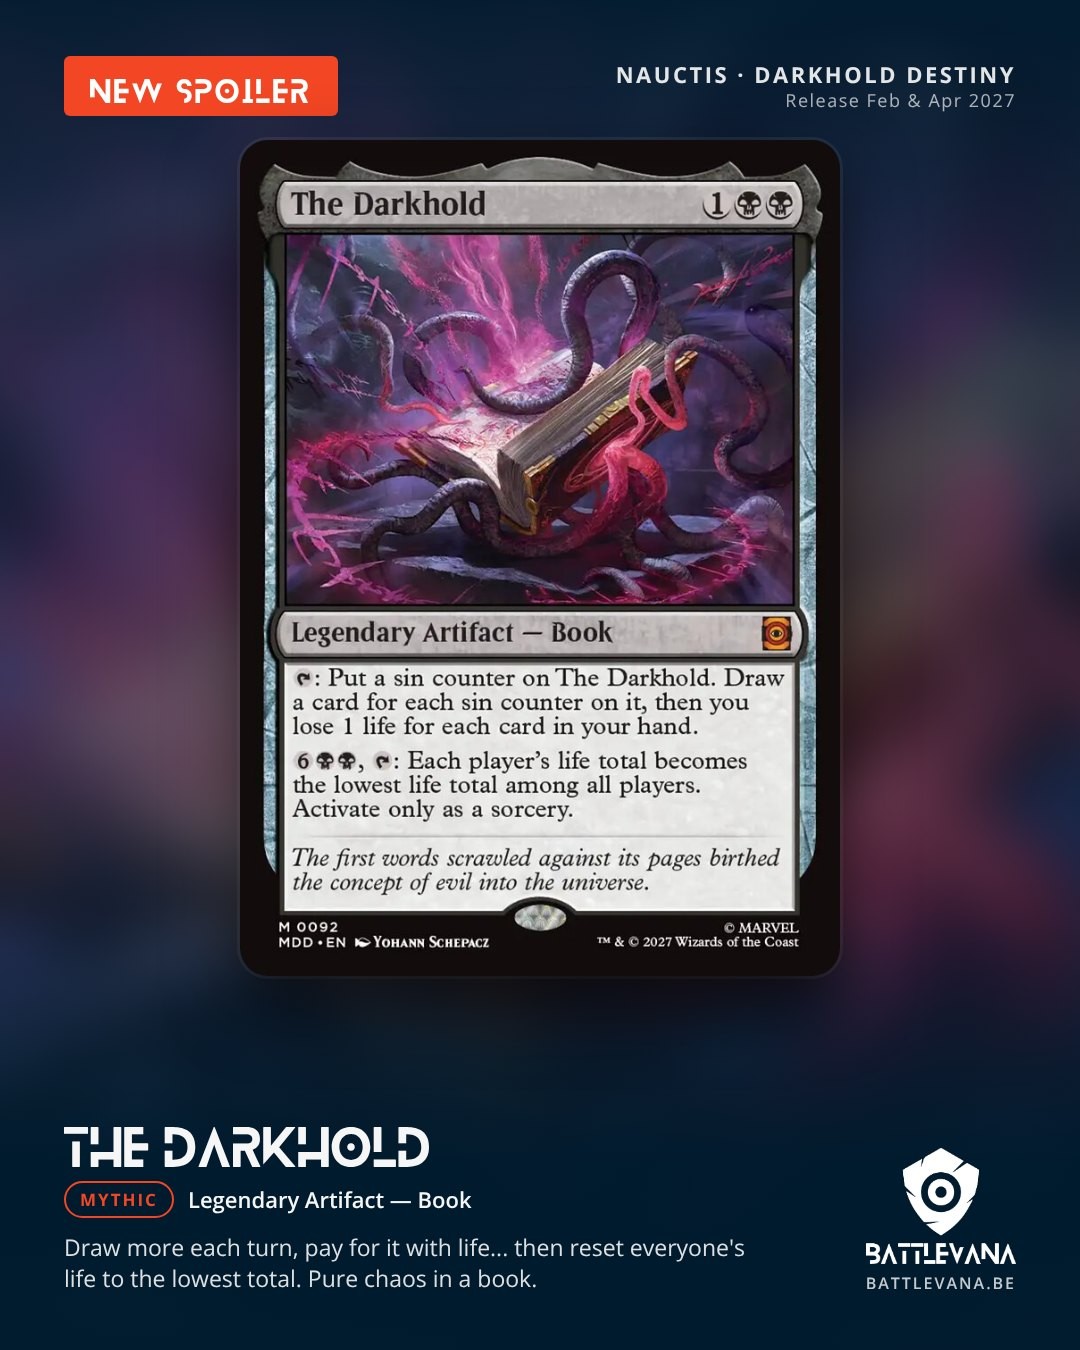 NEW SPOILER
NAUCTIS · DARKHOLD DESTINY
Release Feb & Apr 2027
The Darkhold 1
Legendary Artifact — Book
: Put a sin counter on The Darkhold. Draw
a card for each sin counter on it, then you
lose 1 life for each card in your hand.
6, : Each player's life total becomes
the lowest life total among all players.
Activate only as a sorcery.
The first words scrawled against its pages birthed
the concept of evil into the universe.
M 0092
MDD • EN Yohann Schepacz
© MARVEL
™ & © 2027 Wizards of the Coast
THE DARKHOLD
MYTHIC Legendary Artifact — Book
Draw more each turn, pay for it with life... then reset everyone's
life to the lowest total. Pure chaos in a book.
BATTLEVANA
BATTLEVANA.BE